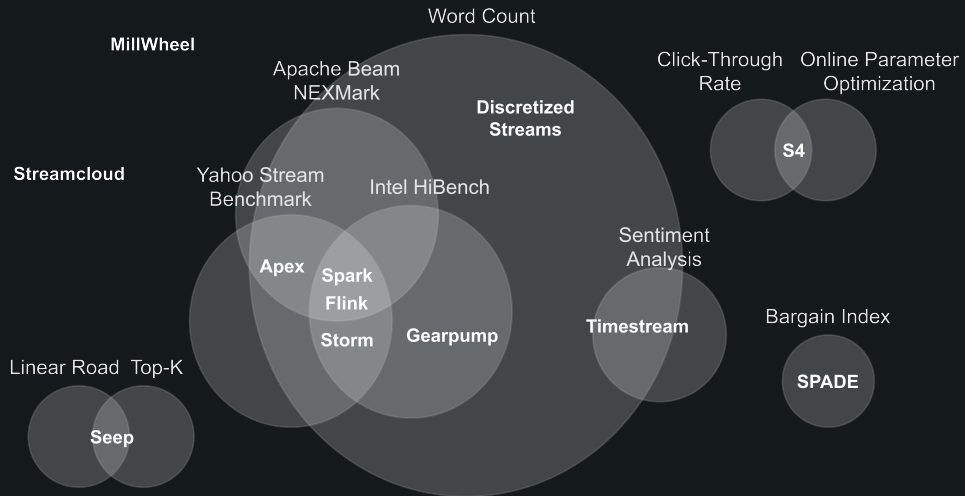 Word Count
MillWheel
Apache Beam
NEXMark
Click-Through
Rate
Online Parameter
Optimization
Discretized
Streams
S4
Streamcloud
Yahoo Stream
Benchmark
Intel HiBench
Sentiment
Analysis
Apex
Spark
Flink
Storm
Gearpump
Timestream
Bargain Index
SPADE
Linear Road
Top-K
Seep